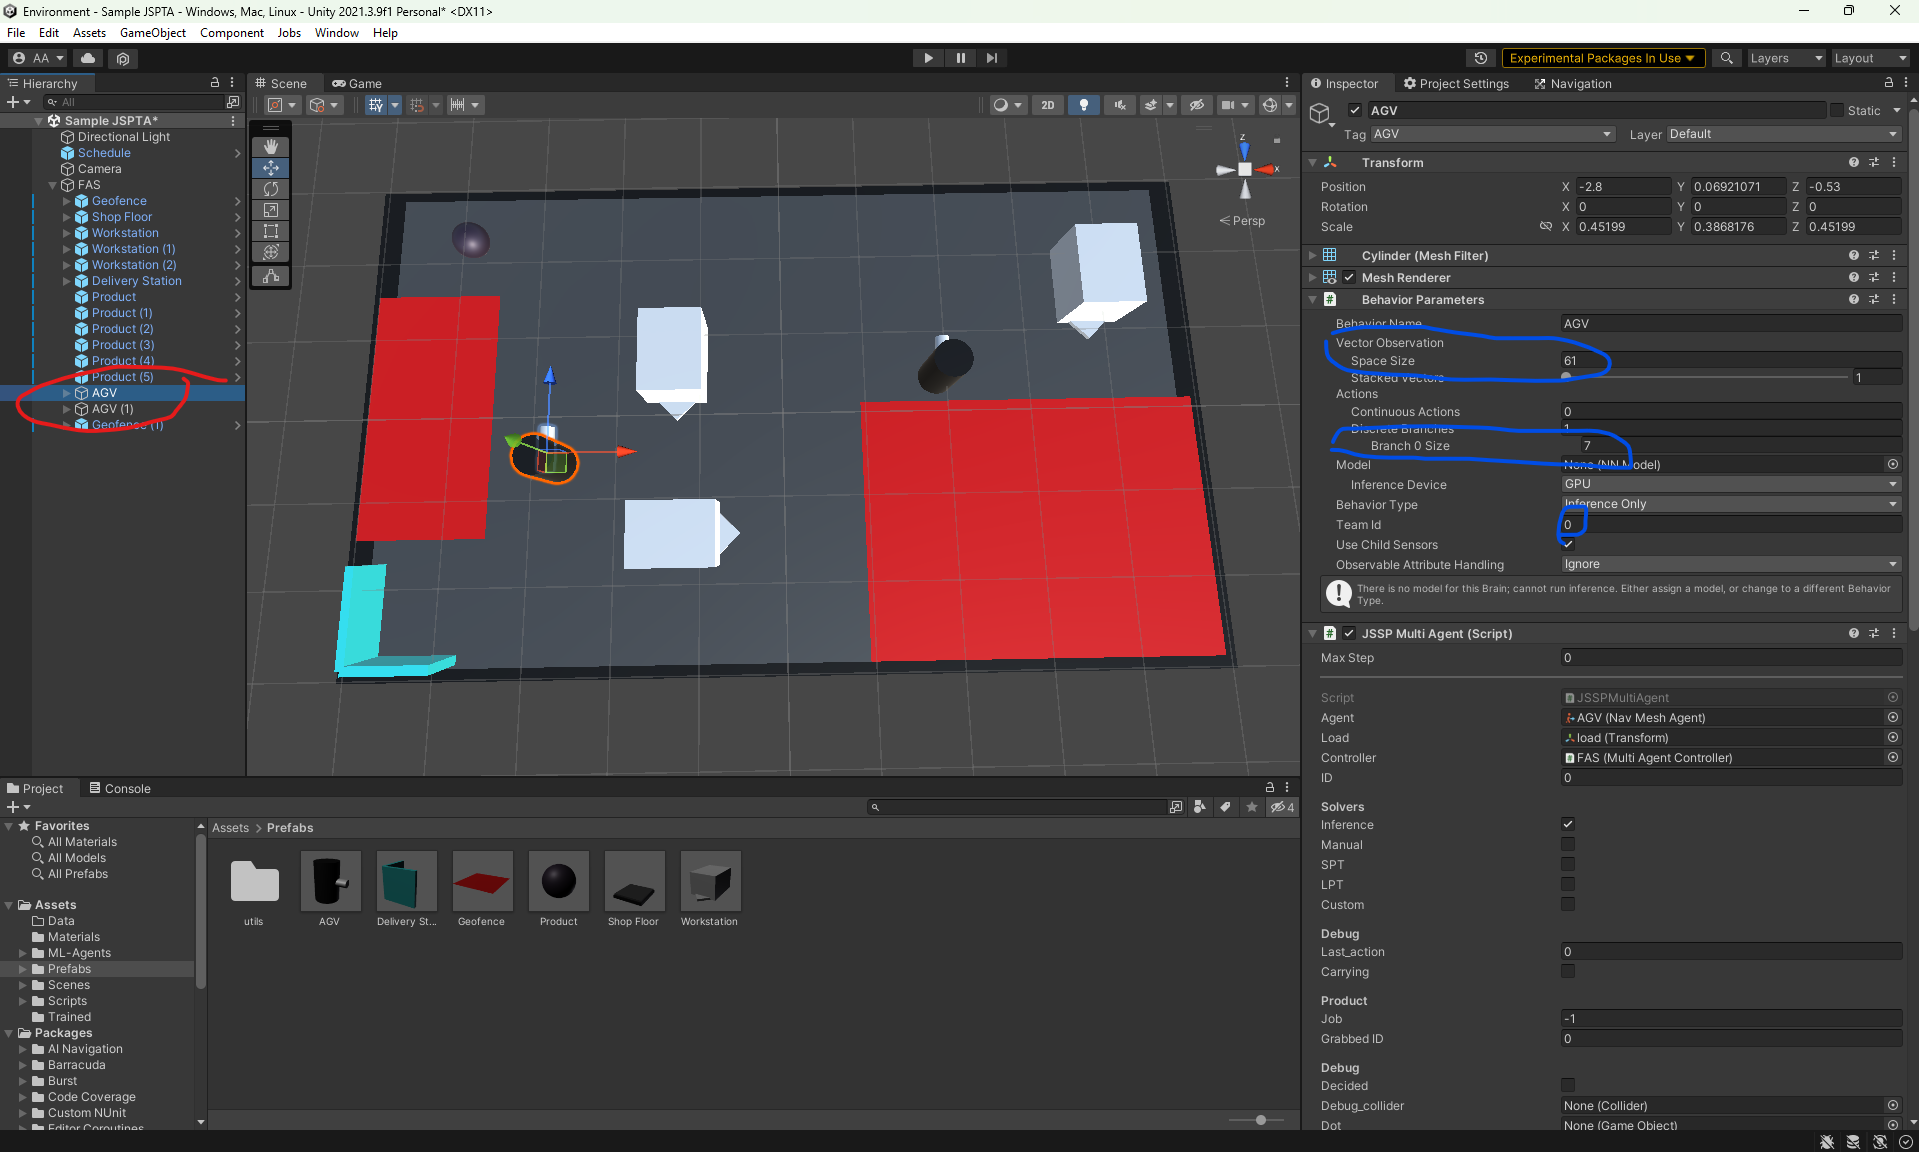 Environment - Sample JSPTA - Windows, Mac, Linux - Unity 2021.3.9f1 Personal* <DX11>
File Edit Assets GameObject Component Jobs Window Help
AA
Experimental Packages In Use
Layers
Layout
Hierarchy
All
Sample JSPTA*
Directional Light
Schedule
Camera
FAS
Geofence
Shop Floor
Workstation
Workstation (1)
Workstation (2)
Delivery Station
Product
Product (1)
Product (2)
Product (3)
Product (4)
Product (5)
AGV
AGV (1)
Geofence (1)
Scene Game
2D
z
x
Persp
Inspector Project Settings Navigation
AGV Static
Tag AGV Layer Default
Transform
Position X -2.8 Y 0.06921071 Z -0.53
Rotation X 0 Y 0 Z 0
Scale X 0.45199 Y 0.3868176 Z 0.45199
Cylinder (Mesh Filter)
Mesh Renderer
Behavior Parameters
Behavior Name AGV
Vector Observation
Space Size 61
Stacked Vectors 1
Actions
Continuous Actions 0
Discrete Branches 1
Branch 0 Size 7
Model None (NN Model)
Inference Device GPU
Behavior Type Inference Only
Team Id 0
Use Child Sensors
Observable Attribute Handling Ignore
There is no model for this Brain; cannot run inference. Either assign a model, or change to a different Behavior
Type.
JSSP Multi Agent (Script)
Max Step 0
Script JSSPMultiAgent
Agent AGV (Nav Mesh Agent)
Load load (Transform)
Controller FAS (Multi Agent Controller)
ID 0
Solvers
Inference
Manual
SPT
LPT
Custom
Debug
Last_action 0
Carrying
Product
Job -1
Grabbed ID 0
Debug
Decided
Debug_collider None (Collider)
Dot None (Game Object)
Project Console
4
Favorites
All Materials
All Models
All Prefabs
Assets
Data
Materials
ML-Agents
Prefabs
Scenes
Scripts
Trained
Packages
AI Navigation
Barracuda
Burst
Code Coverage
Custom NUnit
Editor Coroutines
Assets > Prefabs
utils
AGV
Delivery St...
Geofence
Product
Shop Floor
Workstation